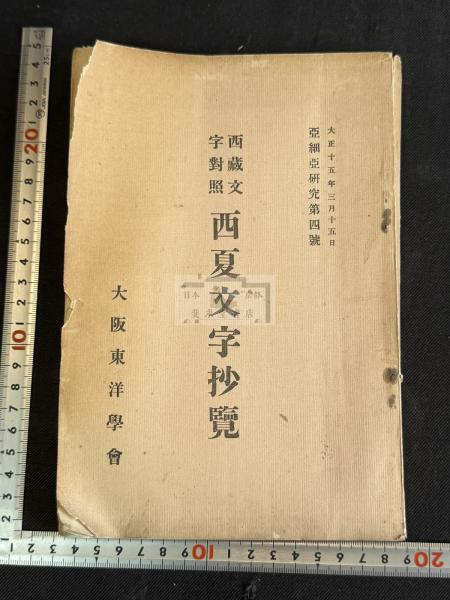 大正十五年三月十五日
亞細亞硏究第四號
西藏文
字對照
西夏文字抄覽
大阪東洋學會